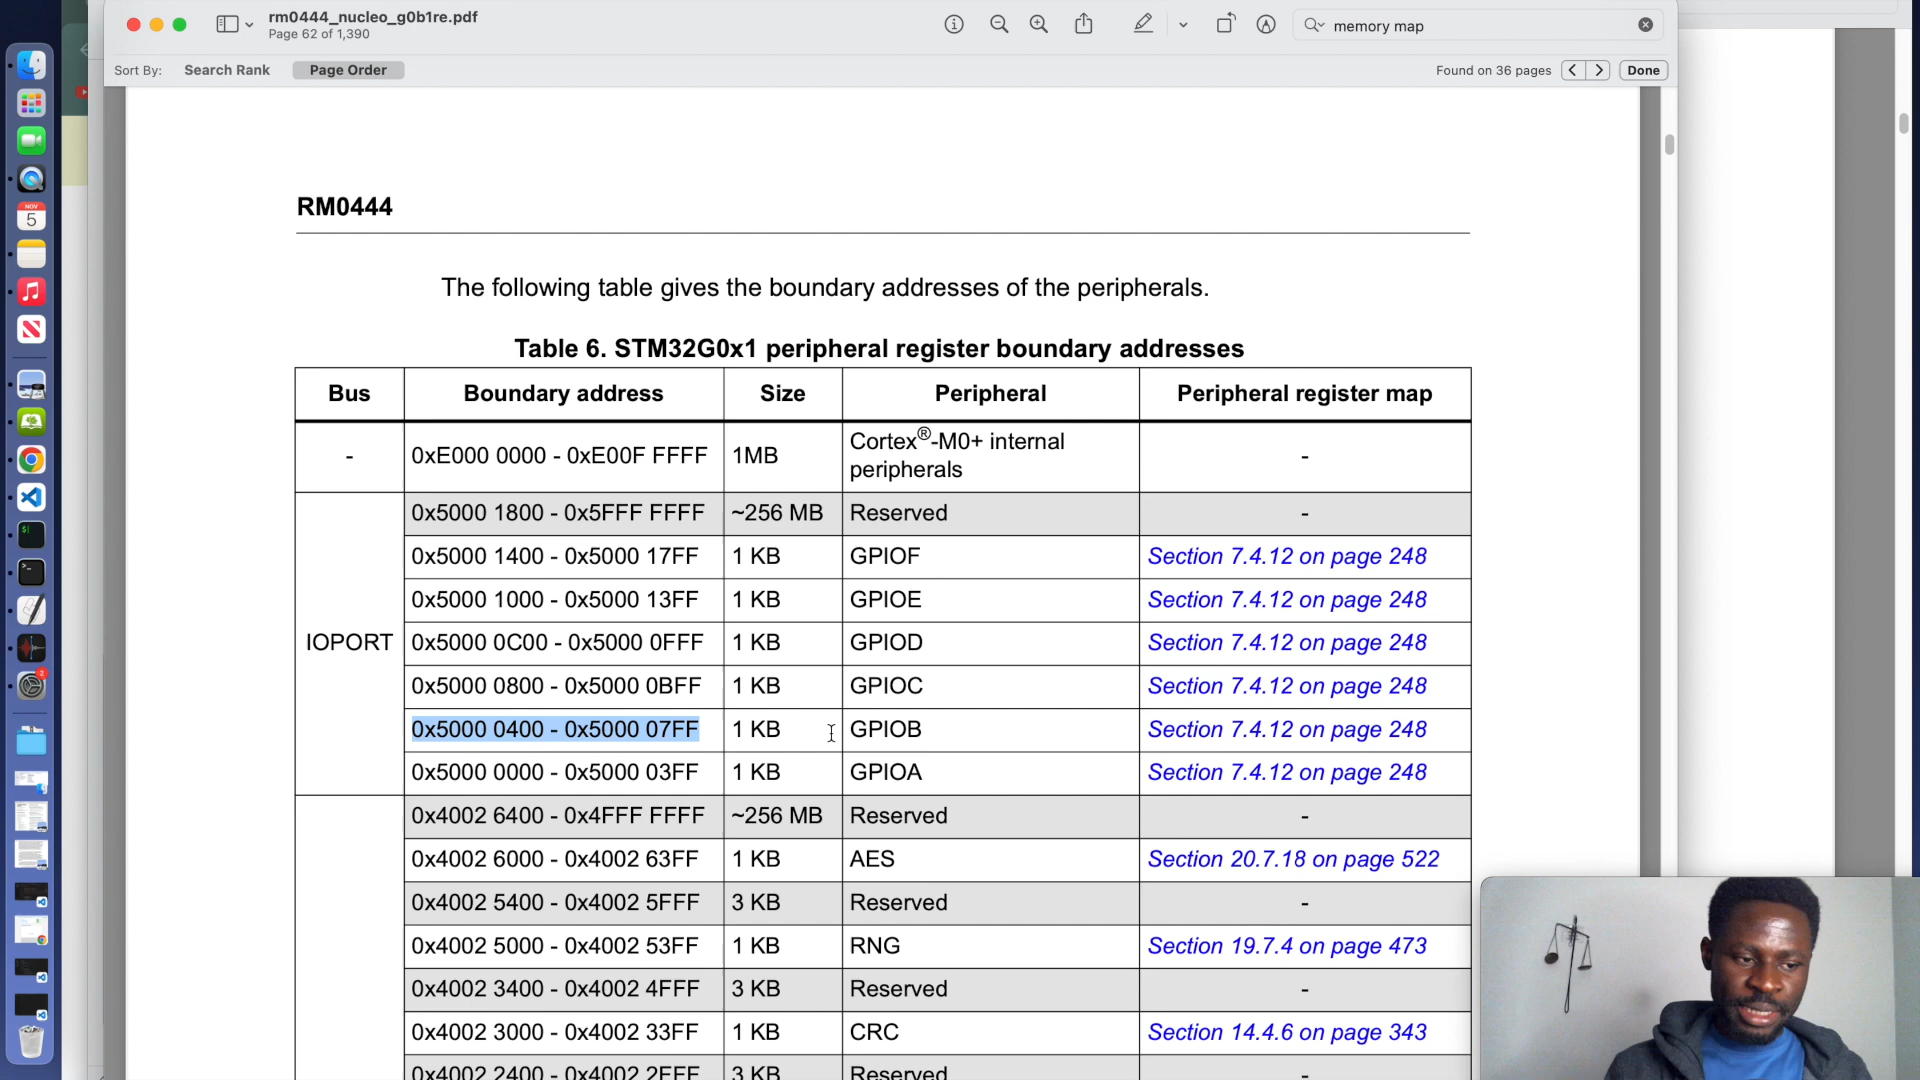 rm0444_nucleo_g0b1re.pdf
Page 62 of 1,390
memory map
Sort By: Search Rank Page Order
Found on 36 pages
Done
NOV
5
2
RM0444
The following table gives the boundary addresses of the peripherals.
Table 6. STM32G0x1 peripheral register boundary addresses
Bus Boundary address Size Peripheral Peripheral register map
- 0xE000 0000 - 0xE00F FFFF 1MB Cortex®-M0+ internal peripherals -
IOPORT
0x5000 1800 - 0x5FFF FFFF ~256 MB Reserved -
0x5000 1400 - 0x5000 17FF 1 KB GPIOF Section 7.4.12 on page 248
0x5000 1000 - 0x5000 13FF 1 KB GPIOE Section 7.4.12 on page 248
0x5000 0C00 - 0x5000 0FFF 1 KB GPIOD Section 7.4.12 on page 248
0x5000 0800 - 0x5000 0BFF 1 KB GPIOC Section 7.4.12 on page 248
0x5000 0400 - 0x5000 07FF 1 KB GPIOB Section 7.4.12 on page 248
0x5000 0000 - 0x5000 03FF 1 KB GPIOA Section 7.4.12 on page 248
0x4002 6400 - 0x4FFF FFFF ~256 MB Reserved -
0x4002 6000 - 0x4002 63FF 1 KB AES Section 20.7.18 on page 522
0x4002 5400 - 0x4002 5FFF 3 KB Reserved -
0x4002 5000 - 0x4002 53FF 1 KB RNG Section 19.7.4 on page 473
0x4002 3400 - 0x4002 4FFF 3 KB Reserved -
0x4002 3000 - 0x4002 33FF 1 KB CRC Section 14.4.6 on page 343
0x4002 2400 - 0x4002 2FFF 3 KB Reserved -